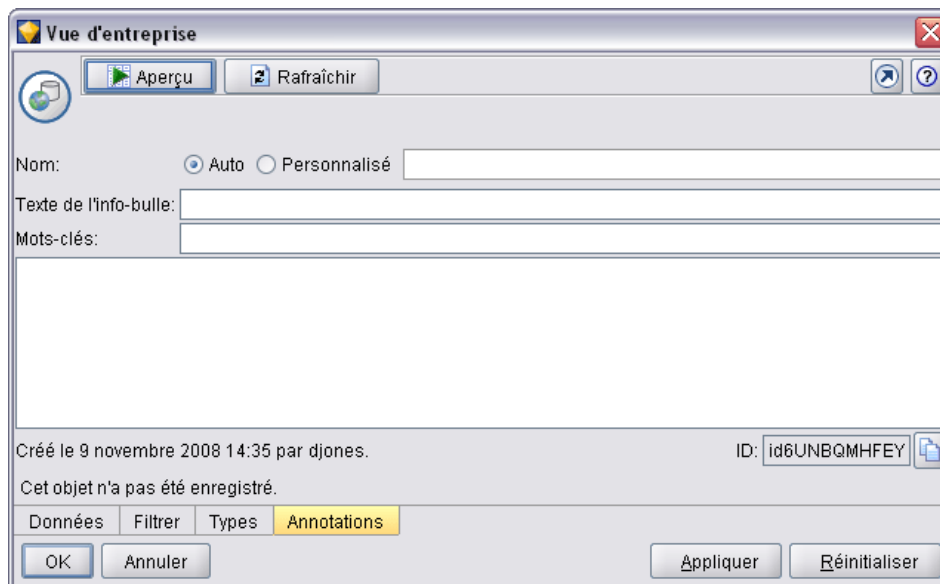 Vue d'entreprise
Aperçu Rafraîchir
Nom: Auto Personnalisé
Texte de l'info-bulle:
Mots-clés:
Créé le 9 novembre 2008 14:35 par djones. ID: id6UNBQMHFEY
Cet objet n'a pas été enregistré.
Données Filtrer Types Annotations
OK Annuler Appliquer Réinitialiser